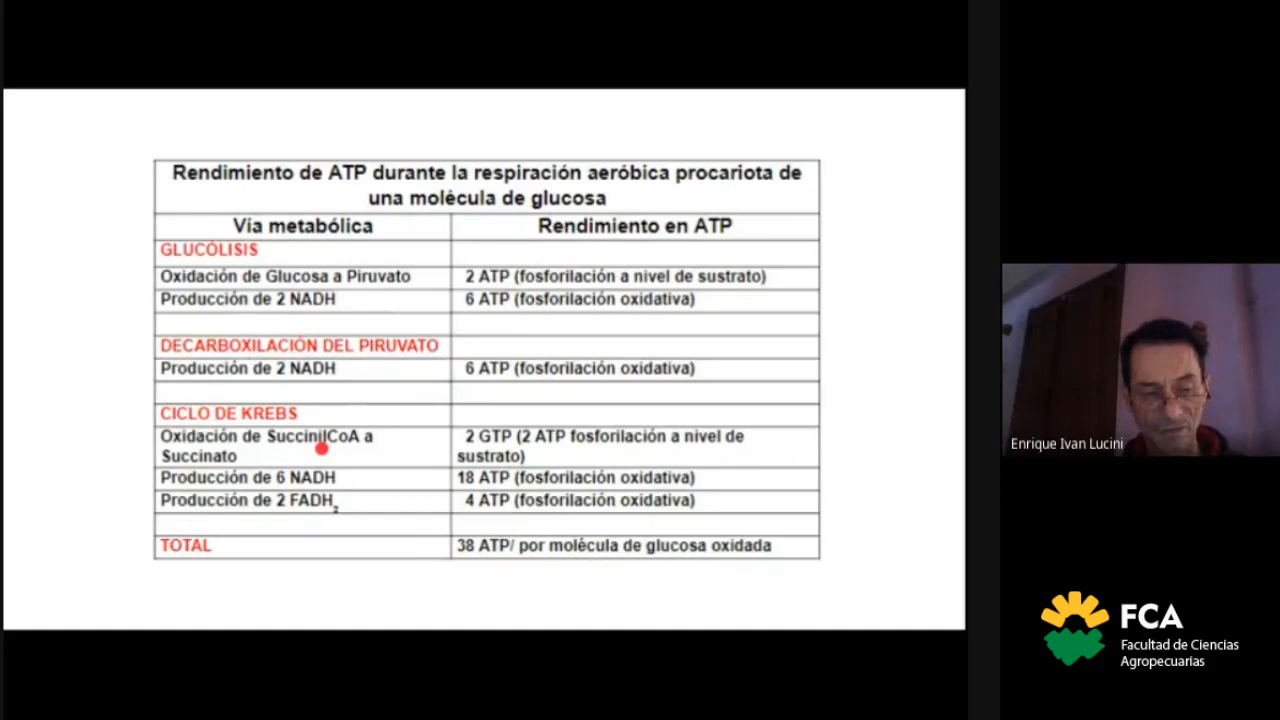 Rendimiento de ATP durante la respiración aeróbica procariota de
una molécula de glucosa
Vía metabólica
Rendimiento en ATP
GLUCÓLISIS
Oxidación de Glucosa a Piruvato
2 ATP (fosforilación a nivel de sustrato)
Producción de 2 NADH
6 ATP (fosforilación oxidativa)
DECARBOXILACIÓN DEL PIRUVATO
Producción de 2 NADH
6 ATP (fosforilación oxidativa)
CICLO DE KREBS
Oxidación de SuccinilCoA a
Succinato
2 GTP (2 ATP fosforilación a nivel de
sustrato)
Producción de 6 NADH
18 ATP (fosforilación oxidativa)
Producción de 2 FADH₂
4 ATP (fosforilación oxidativa)
TOTAL
38 ATP/ por molécula de glucosa oxidada
Enrique Ivan Lucini
FCA
Facultad de Ciencias
Agropecuarias